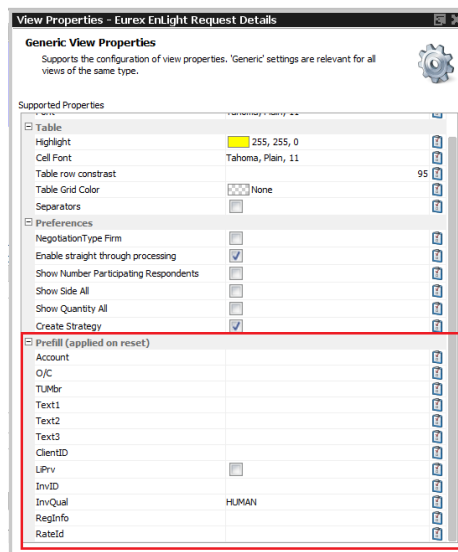 View Properties - Eurex EnLight Request Details
Generic View Properties
Supports the configuration of view properties. 'Generic' settings are relevant for all
views of the same type.
Supported Properties
Table
Highlight 255, 255, 0
Cell Font Tahoma, Plain, 11
Table row constrast 95
Table Grid Color None
Separators
Preferences
NegotiationType Firm
Enable straight through processing
Show Number Participating Respondents
Show Side All
Show Quantity All
Create Strategy
Prefill (applied on reset)
Account
O/C
TUMbr
Text1
Text2
Text3
ClientID
LiPrv
InvID
InvQual HUMAN
RegInfo
RateId